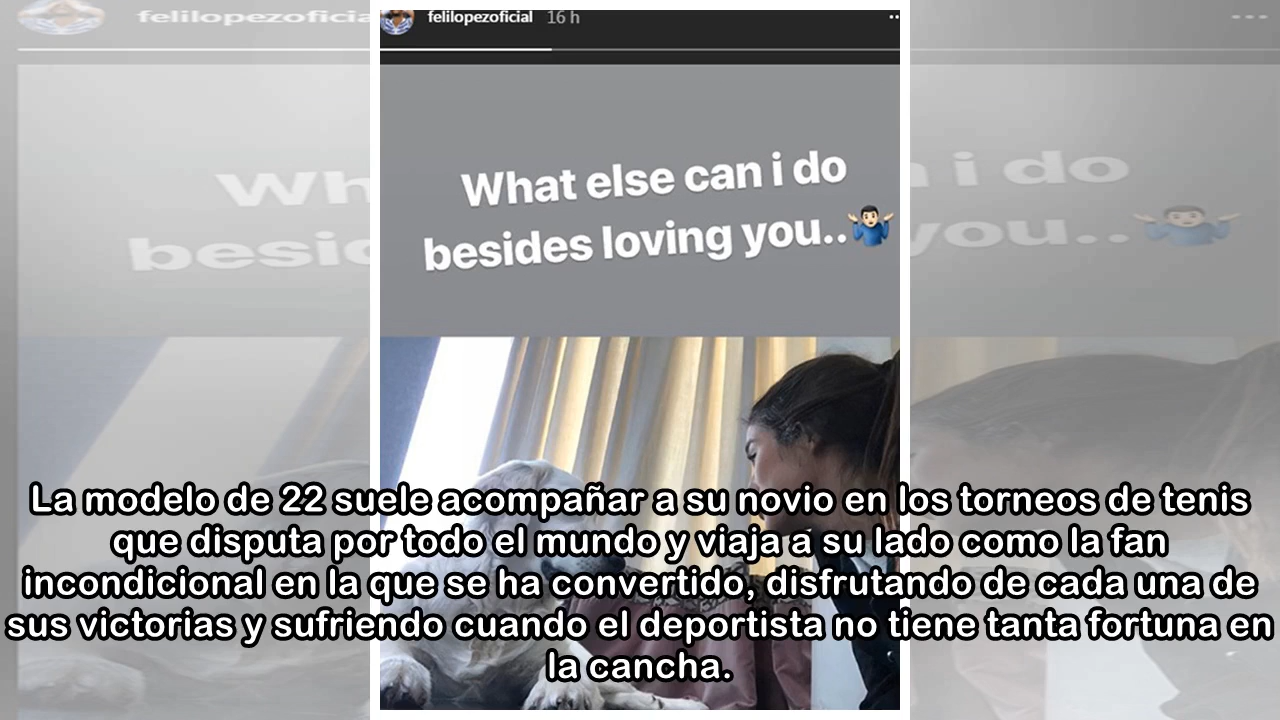 felilopezoficial 16 h
What else can i do
besides loving you..
La modelo de 22 suele acompañar a su novio en los torneos de tenis
que disputa por todo el mundo y viaja a su lado como la fan
incondicional en la que se ha convertido, disfrutando de cada una de
sus victorias y sufriendo cuando el deportista no tiene tanta fortuna en
la cancha.